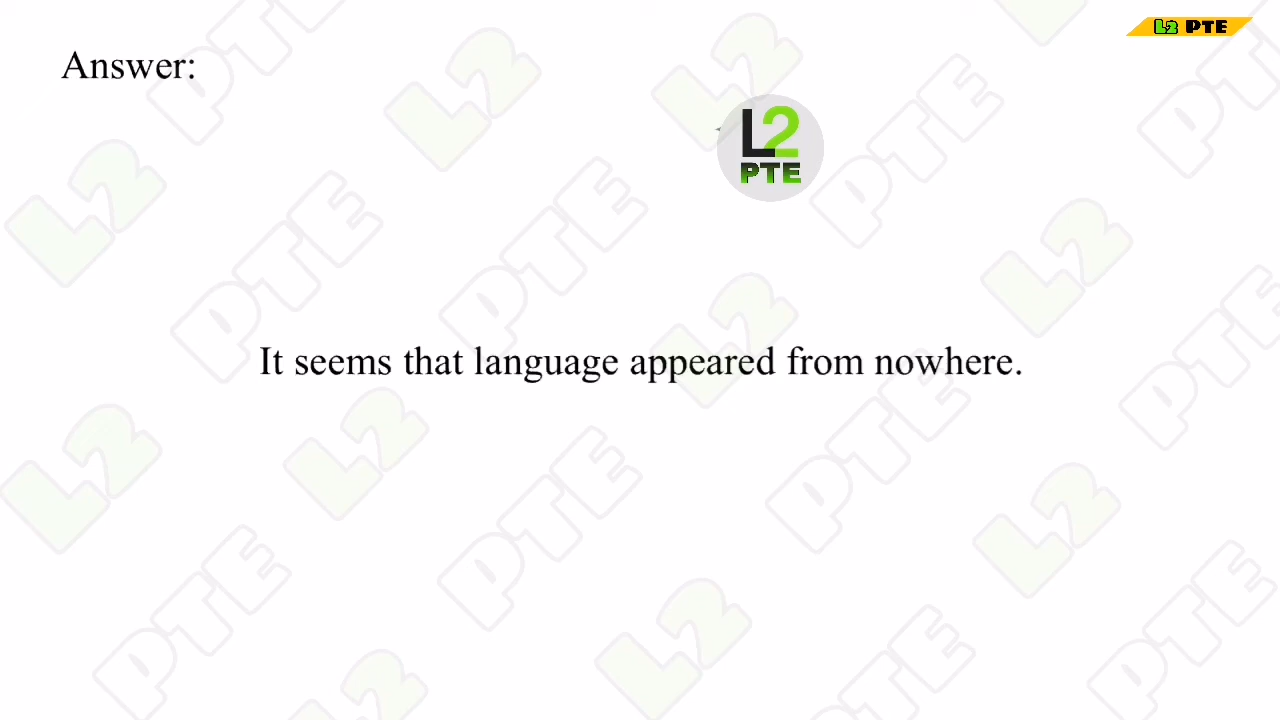 L2 PTE
Answer:
L2
PTE
It seems that language appeared from nowhere.